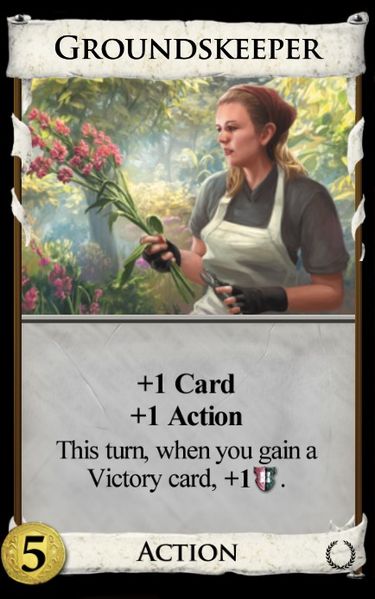 GROUNDSKEEPER
+1 Card
+1 Action
This turn, when you gain a
Victory card, +1.
5
ACTION